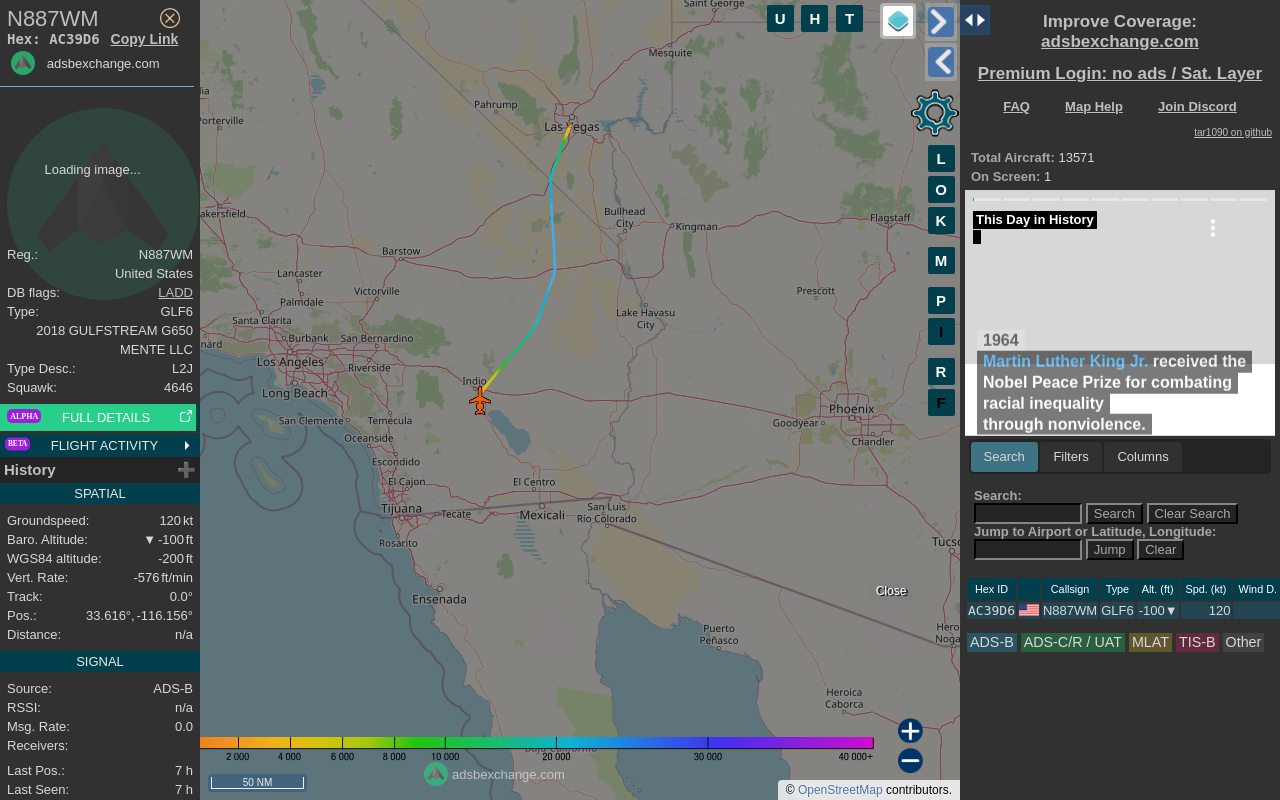 N887WM
Hex: AC39D6 Copy Link
adsbexchange.com
Loading image...
Reg.: N887WM
United States
DB flags: LADD
Type: GLF6
2018 GULFSTREAM G650
MENTE LLC
Type Desc.: L2J
Squawk: 4646
ALPHA FULL DETAILS
BETA FLIGHT ACTIVITY
History
SPATIAL
Groundspeed: 120 kt
Baro. Altitude: ▼ -100 ft
WGS84 altitude: -200 ft
Vert. Rate: -576 ft/min
Track: 0.0°
Pos.: 33.616°, -116.156°
Distance: n/a
SIGNAL
Source: ADS-B
RSSI: n/a
Msg. Rate: 0.0
Receivers:
Last Pos.: 7 h
Last Seen: 7 h
Saint George
Mesquite
Pahrump
Las Vegas
Porterville
akersfield
Bullhead
City
Kingman
Flagstaff
Barstow
Lancaster
Victorville
Palmdale
Prescott
Lake Havasu
City
Santa Clarita
nard
Burbank
San Bernardino
Los Angeles
Riverside
Indio
Long Beach
Phoenix
San Clemente
Temecula
Goodyear
Oceanside
Chandler
Escondido
El Cajon
El Centro
Tijuana
Tecate
Mexicali
San Luis
Río Colorado
Rosarito
Tucso
Ensenada
Close
Puerto
Peñasco
Hero
Noga
Heroica
Caborca
Baja California
2 000 4 000 6 000 8 000 10 000 20 000 30 000 40 000+
adsbexchange.com
50 NM
© OpenStreetMap contributors.
U H T
L
O
K
M
P
I
R
F
Improve Coverage:
adsbexchange.com
Premium Login: no ads / Sat. Layer
FAQ Map Help Join Discord
tar1090 on github
Total Aircraft: 13571
On Screen: 1
This Day in History
1964
Martin Luther King Jr. received the
Nobel Peace Prize for combating
racial inequality
through nonviolence.
Search Filters Columns
Search:
Search Clear Search
Jump to Airport or Latitude, Longitude:
Jump Clear
Hex ID Callsign Type Alt. (ft) Spd. (kt) Wind D.
AC39D6 N887WM GLF6 -100▼ 120
ADS-B ADS-C/R / UAT MLAT TIS-B Other